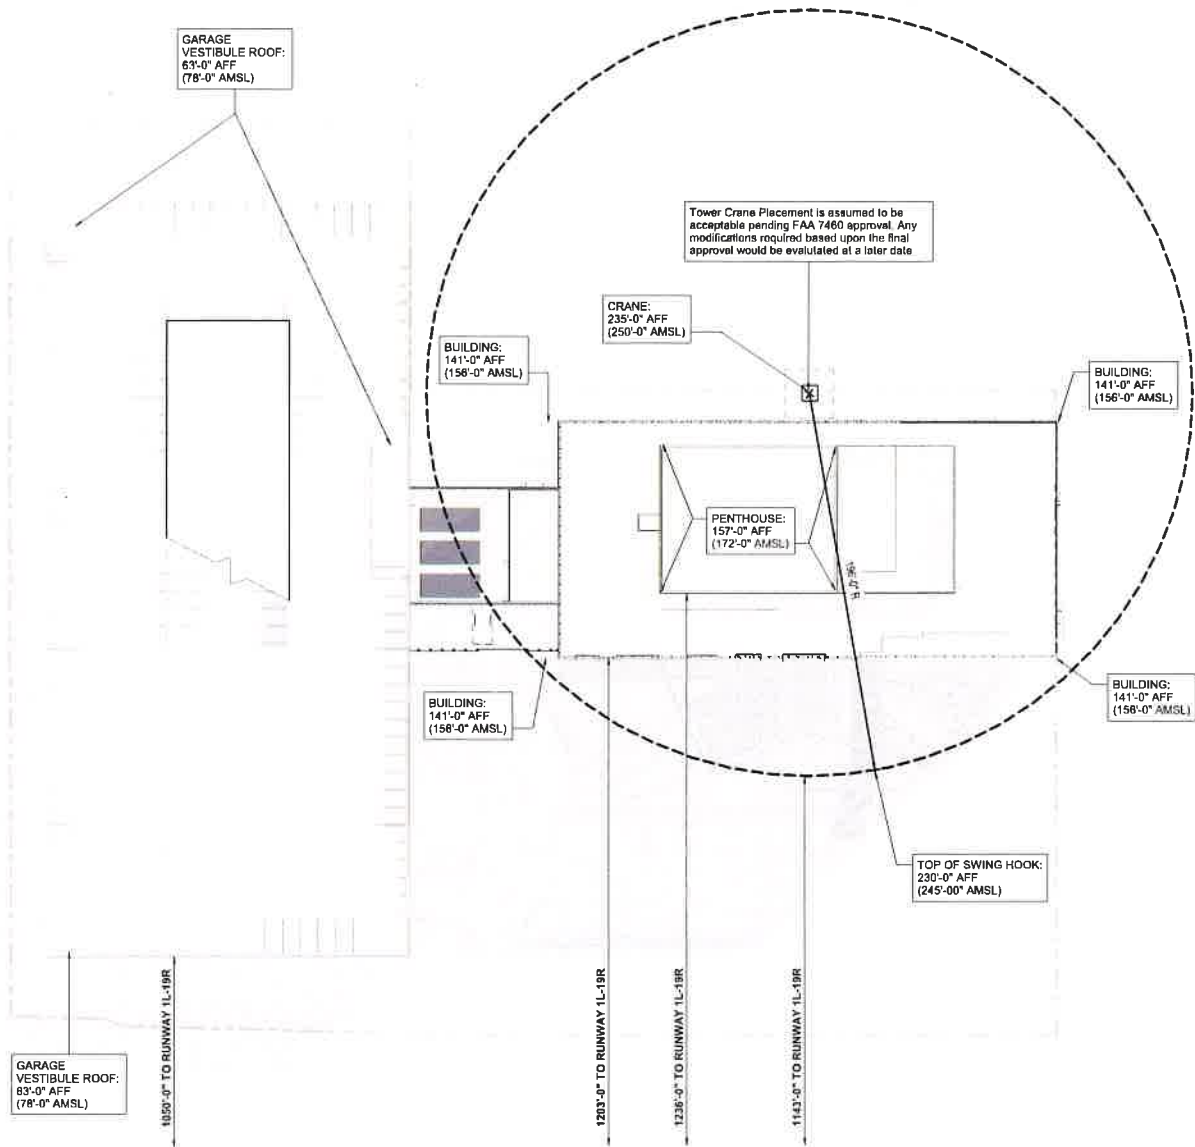 GARAGE
VESTIBULE ROOF:
63'-0" AFF
(78'-0" AMSL)
Tower Crane Placement is assumed to be
acceptable pending FAA 7460 approval. Any
modifications required based upon the final
approval would be evalutated at a later date
CRANE:
235'-0" AFF
(250'-0" AMSL)
BUILDING:
141'-0" AFF
(156'-0" AMSL)
BUILDING:
141'-0" AFF
(156'-0" AMSL)
PENTHOUSE:
157'-0" AFF
(172'-0" AMSL)
196'-0" R
BUILDING:
141'-0" AFF
(156'-0" AMSL)
BUILDING:
141'-0" AFF
(156'-0" AMSL)
TOP OF SWING HOOK:
230'-0" AFF
(245'-00" AMSL)
1050'-0" TO RUNWAY 1L-19R
1203'-0" TO RUNWAY 1L-19R
1236'-0" TO RUNWAY 1L-19R
1143'-0" TO RUNWAY 1L-19R
GARAGE
VESTIBULE ROOF:
63'-0" AFF
(78'-0" AMSL)